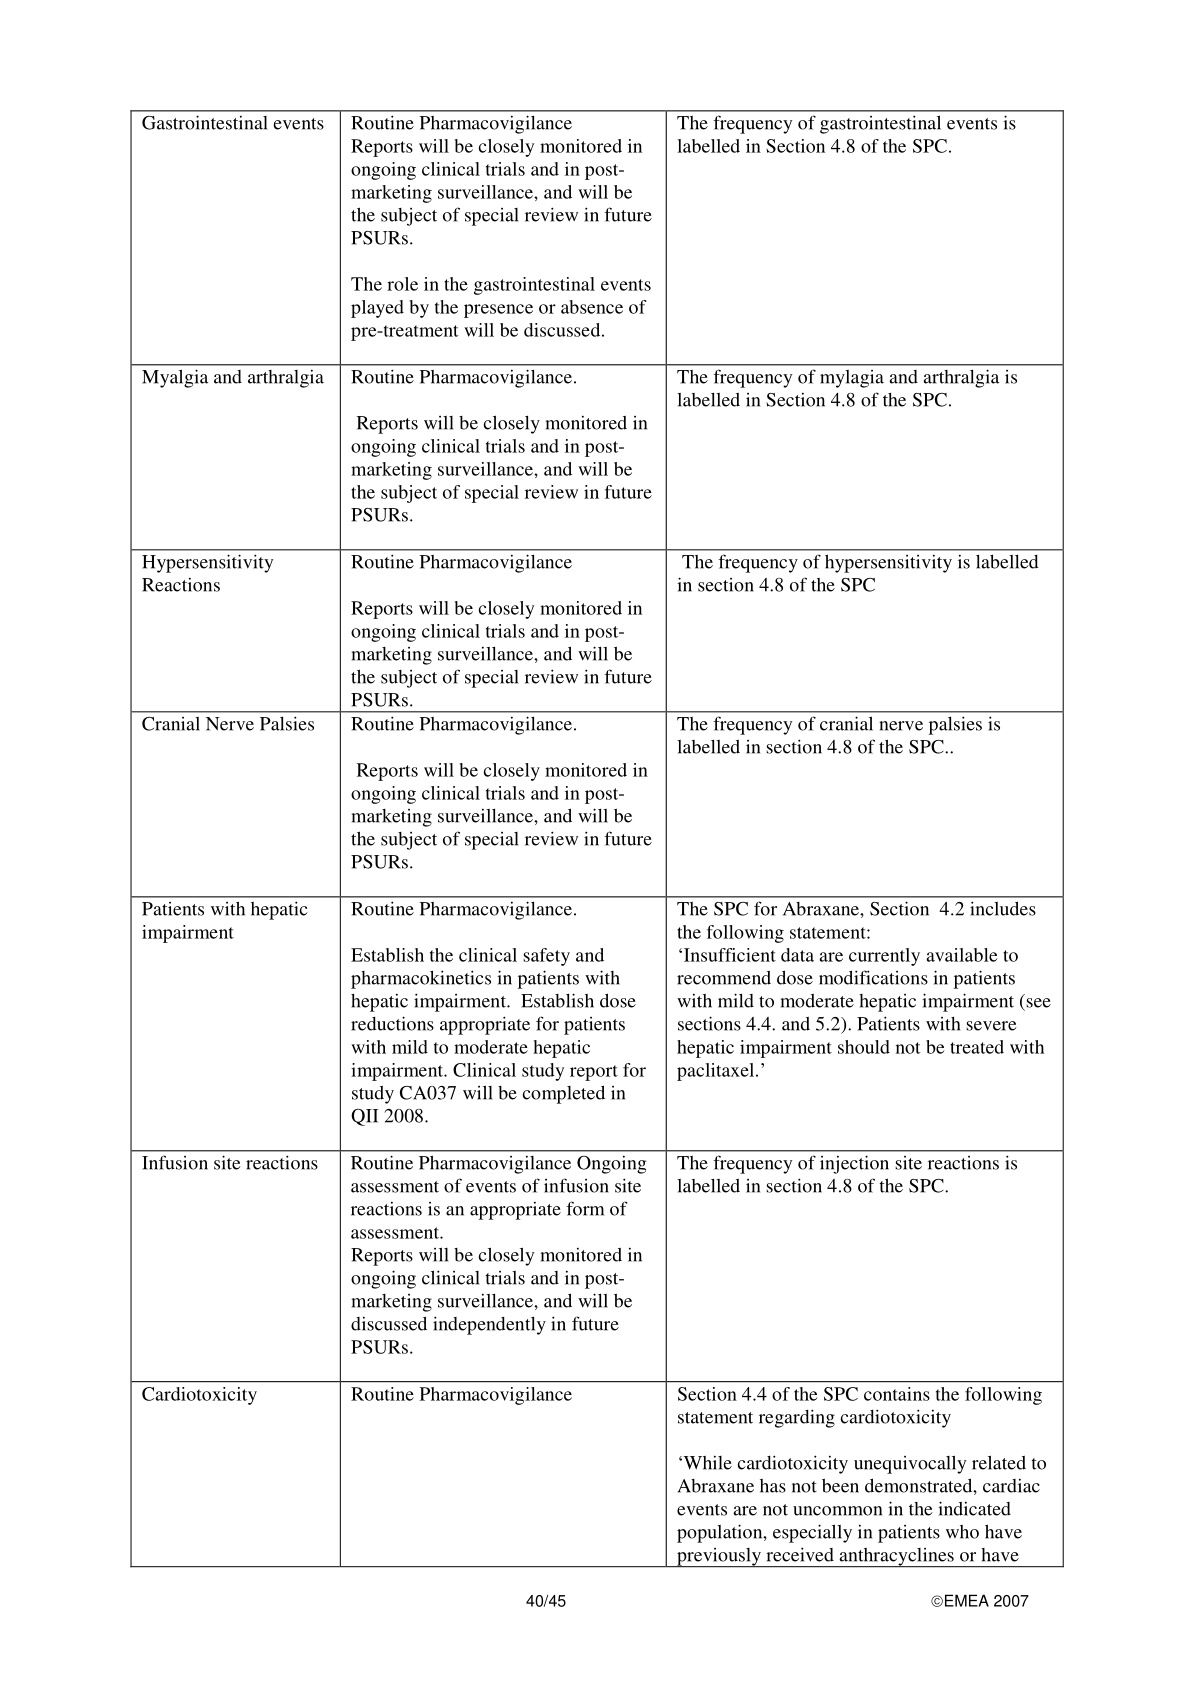 Gastrointestinal events
Routine Pharmacovigilance
Reports will be closely monitored in
ongoing clinical trials and in post-
marketing surveillance, and will be
the subject of special review in future
PSURs.
The role in the gastrointestinal events
played by the presence or absence of
pre-treatment will be discussed.
The frequency of gastrointestinal events is
labelled in Section 4.8 of the SPC.
Myalgia and arthralgia
Routine Pharmacovigilance.
Reports will be closely monitored in
ongoing clinical trials and in post-
marketing surveillance, and will be
the subject of special review in future
PSURs.
The frequency of mylagia and arthralgia is
labelled in Section 4.8 of the SPC.
Hypersensitivity
Reactions
Routine Pharmacovigilance
Reports will be closely monitored in
ongoing clinical trials and in post-
marketing surveillance, and will be
the subject of special review in future
PSURs.
The frequency of hypersensitivity is labelled
in section 4.8 of the SPC
Cranial Nerve Palsies
Routine Pharmacovigilance.
Reports will be closely monitored in
ongoing clinical trials and in post-
marketing surveillance, and will be
the subject of special review in future
PSURs.
The frequency of cranial nerve palsies is
labelled in section 4.8 of the SPC..
Patients with hepatic
impairment
Routine Pharmacovigilance.
Establish the clinical safety and
pharmacokinetics in patients with
hepatic impairment.  Establish dose
reductions appropriate for patients
with mild to moderate hepatic
impairment. Clinical study report for
study CA037 will be completed in
QII 2008.
The SPC for Abraxane, Section  4.2 includes
the following statement:
‘Insufficient data are currently available to
recommend dose modifications in patients
with mild to moderate hepatic impairment (see
sections 4.4. and 5.2). Patients with severe
hepatic impairment should not be treated with
paclitaxel.’
Infusion site reactions
Routine Pharmacovigilance Ongoing
assessment of events of infusion site
reactions is an appropriate form of
assessment.
Reports will be closely monitored in
ongoing clinical trials and in post-
marketing surveillance, and will be
discussed independently in future
PSURs.
The frequency of injection site reactions is
labelled in section 4.8 of the SPC.
Cardiotoxicity
Routine Pharmacovigilance
Section 4.4 of the SPC contains the following
statement regarding cardiotoxicity
‘While cardiotoxicity unequivocally related to
Abraxane has not been demonstrated, cardiac
events are not uncommon in the indicated
population, especially in patients who have
previously received anthracyclines or have
40/45
©EMEA 2007